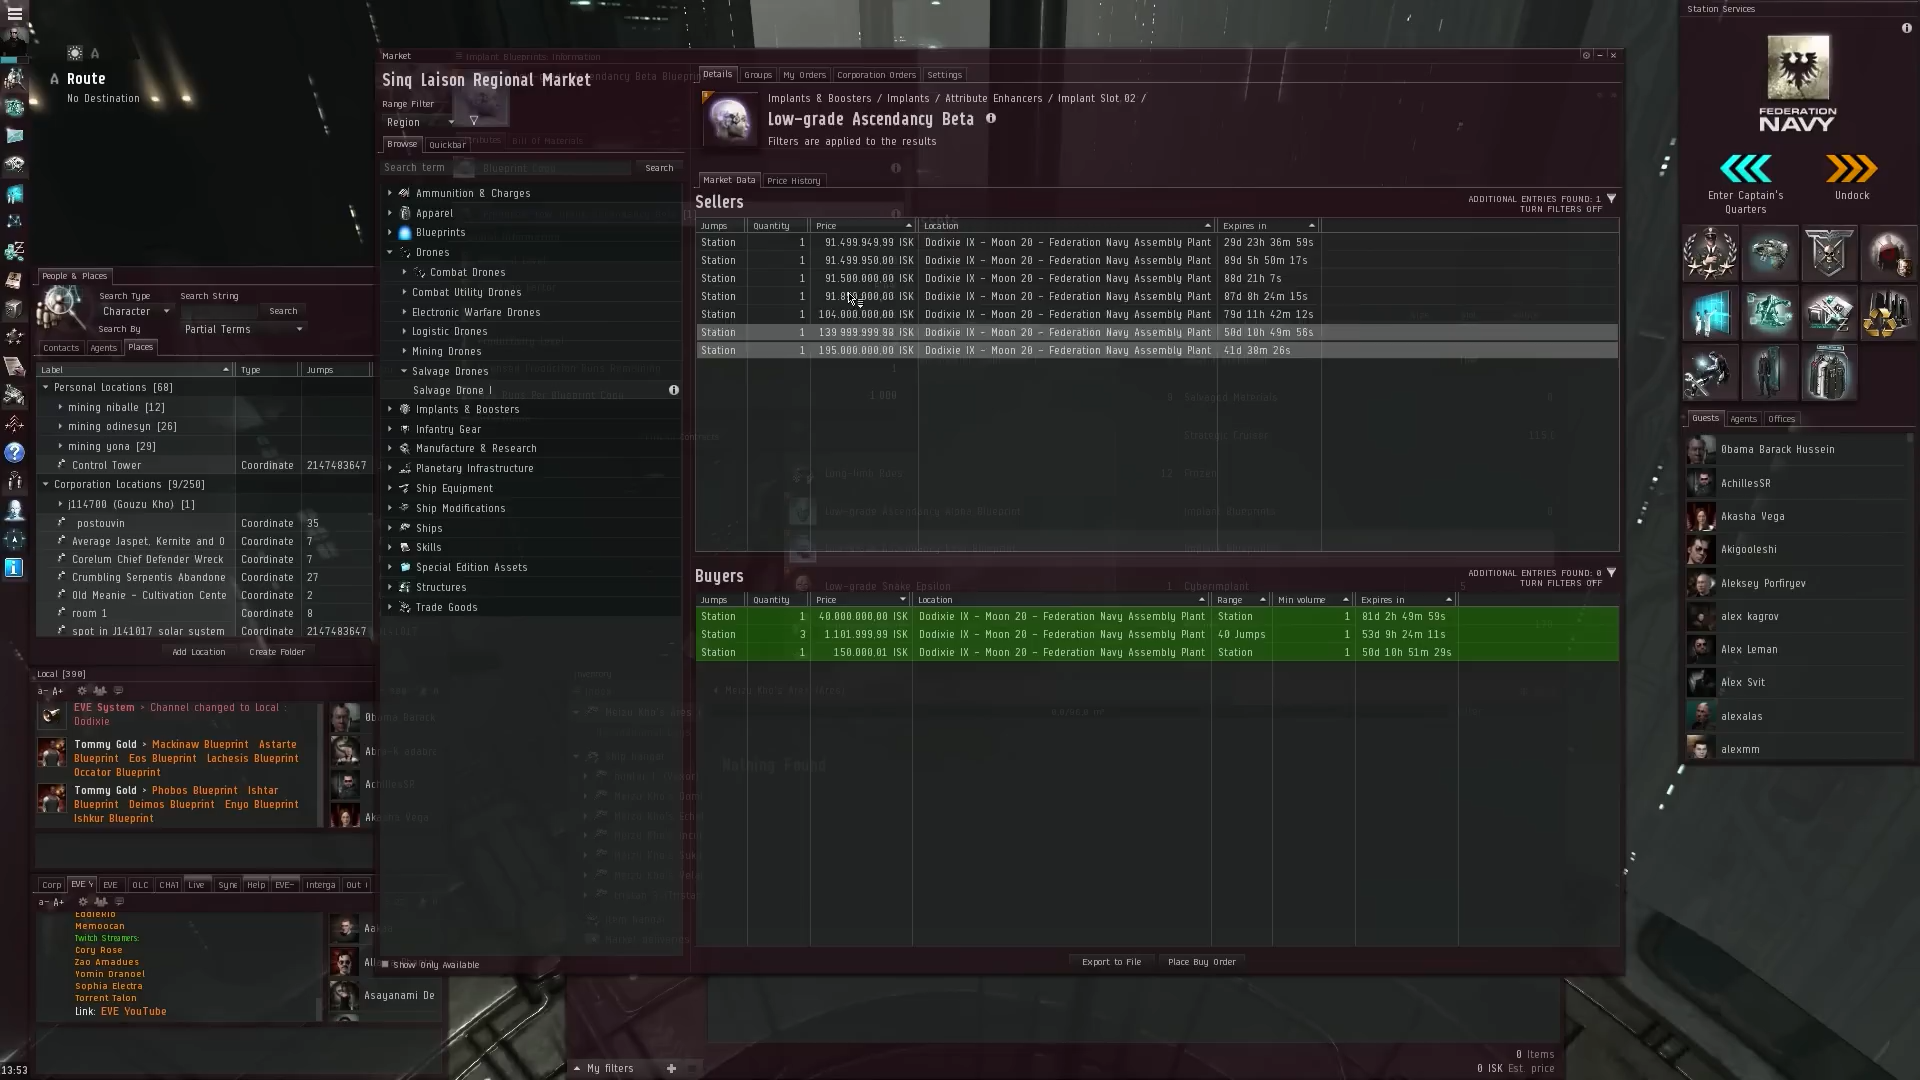 A
A Route
No Destination
People & Places
Search Type
Search String
Character
Search
Search By
Partial Terms
Contacts
Agents
Places
Label
Type
Jumps
Personal Locations [68]
mining niballe [12]
mining odinesyn [26]
mining yona [29]
Control Tower Coordinate 2147483647
Corporation Locations [9/250]
j114700 (Gouzu Kho) [1]
postouvin Coordinate 35
Average Jaspet, Kernite and O Coordinate 7
Corelum Chief Defender Wreck Coordinate 7
Crumbling Serpentis Abandone Coordinate 27
Old Meanie - Cultivation Cente Coordinate 2
room 1 Coordinate 8
spot in J141017 solar system Coordinate 2147483647
Add Location
Create Folder
Local [390]
a- A+
EVE System > Channel changed to Local :
Dodixie
Tommy Gold > Mackinaw Blueprint Astarte
Blueprint Eos Blueprint Lachesis Blueprint
Occator Blueprint
Tommy Gold > Phobos Blueprint Ishtar
Blueprint Deimos Blueprint Enyo Blueprint
Ishkur Blueprint
Corp
EVE Y
EVE
OLC
CHAT
Live
Sync
Help
EVE-
Interga
Out
a- A+
EddieRio
Memoocan
Twitch Streamers:
Cory Rose
Zao Amadues
Yomin Dranoel
Sophia Electra
Torrent Talon
Link: EVE YouTube
Asayanami De
13:53
Market
Sinq Laison Regional Market
Range Filter
Region
Browse
Quickbar
Search term
Search
Ammunition & Charges
Apparel
Blueprints
Drones
Combat Drones
Combat Utility Drones
Electronic Warfare Drones
Logistic Drones
Mining Drones
Salvage Drones
Salvage Drone I
Implants & Boosters
Infantry Gear
Manufacture & Research
Planetary Infrastructure
Ship Equipment
Ship Modifications
Ships
Skills
Special Edition Assets
Structures
Trade Goods
Show Only Available
Details
Groups
My Orders
Corporation Orders
Settings
Implants & Boosters / Implants / Attribute Enhancers / Implant Slot 02 /
Low-grade Ascendancy Beta
Filters are applied to the results
Market Data
Price History
Sellers
ADDITIONAL ENTRIES FOUND: 1
TURN FILTERS OFF
Jumps Quantity Price Location Expires in
Station 1 91.499.949,99 ISK Dodixie IX - Moon 20 - Federation Navy Assembly Plant 29d 23h 36m 59s
Station 1 91.499.950,00 ISK Dodixie IX - Moon 20 - Federation Navy Assembly Plant 89d 5h 50m 17s
Station 1 91.500.000,00 ISK Dodixie IX - Moon 20 - Federation Navy Assembly Plant 88d 21h 7s
Station 1 ISK Dodixie IX - Moon 20 - Federation Navy Assembly Plant 87d 8h 24m 15s
Station 1 104.000.000,00 ISK Dodixie IX - Moon 20 - Federation Navy Assembly Plant 79d 11h 42m 12s
Station 1 139.999.999,98 ISK Dodixie IX - Moon 20 - Federation Navy Assembly Plant 50d 10h 49m 56s
Station 1 195.000.000,00 ISK Dodixie IX - Moon 20 - Federation Navy Assembly Plant 41d 38m 26s
Buyers
ADDITIONAL ENTRIES FOUND: 0
TURN FILTERS OFF
Jumps Quantity Price Location Range Min volume Expires in
Station 1 40.000.000,00 ISK Dodixie IX - Moon 20 - Federation Navy Assembly Plant Station 1 81d 2h 49m 59s
Station 3 1.101.999,99 ISK Dodixie IX - Moon 20 - Federation Navy Assembly Plant 40 Jumps 1 53d 9h 24m 11s
Station 1 150.000,01 ISK Dodixie IX - Moon 20 - Federation Navy Assembly Plant Station 1 50d 10h 51m 29s
Export to File
Place Buy Order
My filters
0 Items
0 ISK Est. price
Station Services
FEDERATION
NAVY
Enter Captain's
Quarters
Undock
Guests
Agents
Offices
Obama Barack Hussein
AchillesSR
Akasha Vega
Akigooleshi
Aleksey Porfiryev
alex kagrov
Alex Leman
Alex Svit
alexalas
alexmm